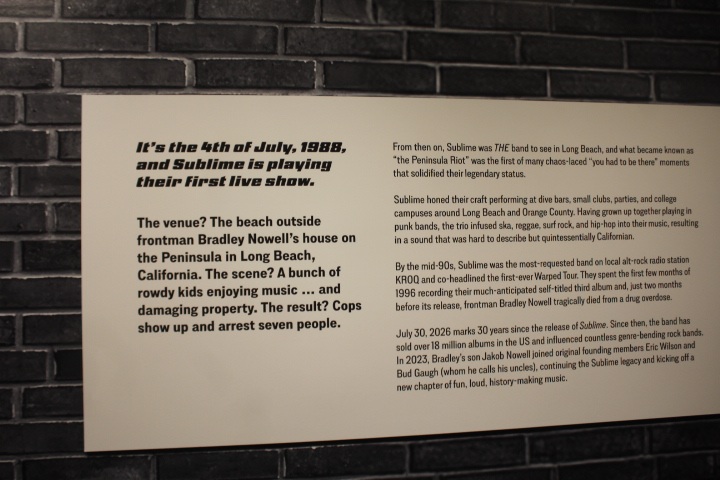 It's the 4th of July, 1988,
and Sublime is playing
their first live show.
The venue? The beach outside
frontman Bradley Nowell's house on
the Peninsula in Long Beach,
California. The scene? A bunch of
rowdy kids enjoying music ... and
damaging property. The result? Cops
show up and arrest seven people.
From then on, Sublime was THE band to see in Long Beach, and what became known as
"the Peninsula Riot" was the first of many chaos-laced "you had to be there" moments
that solidified their legendary status.
Sublime honed their craft performing at dive bars, small clubs, parties, and college
campuses around Long Beach and Orange County. Having grown up together playing in
punk bands, the trio infused ska, reggae, surf rock, and hip-hop into their music, resulting
in a sound that was hard to describe but quintessentially Californian.
By the mid-90s, Sublime was the most-requested band on local alt-rock radio station
KROQ and co-headlined the first-ever Warped Tour. They spent the first few months of
1996 recording their much-anticipated self-titled third album and, just two months
before its release, frontman Bradley Nowell tragically died from a drug overdose.
July 30, 2026 marks 30 years since the release of Sublime. Since then, the band has
sold over 18 million albums in the US and influenced countless genre-bending rock bands.
In 2023, Bradley's son Jakob Nowell joined original founding members Eric Wilson and
Bud Gaugh (whom he calls his uncles), continuing the Sublime legacy and kicking off a
new chapter of fun, loud, history-making music.